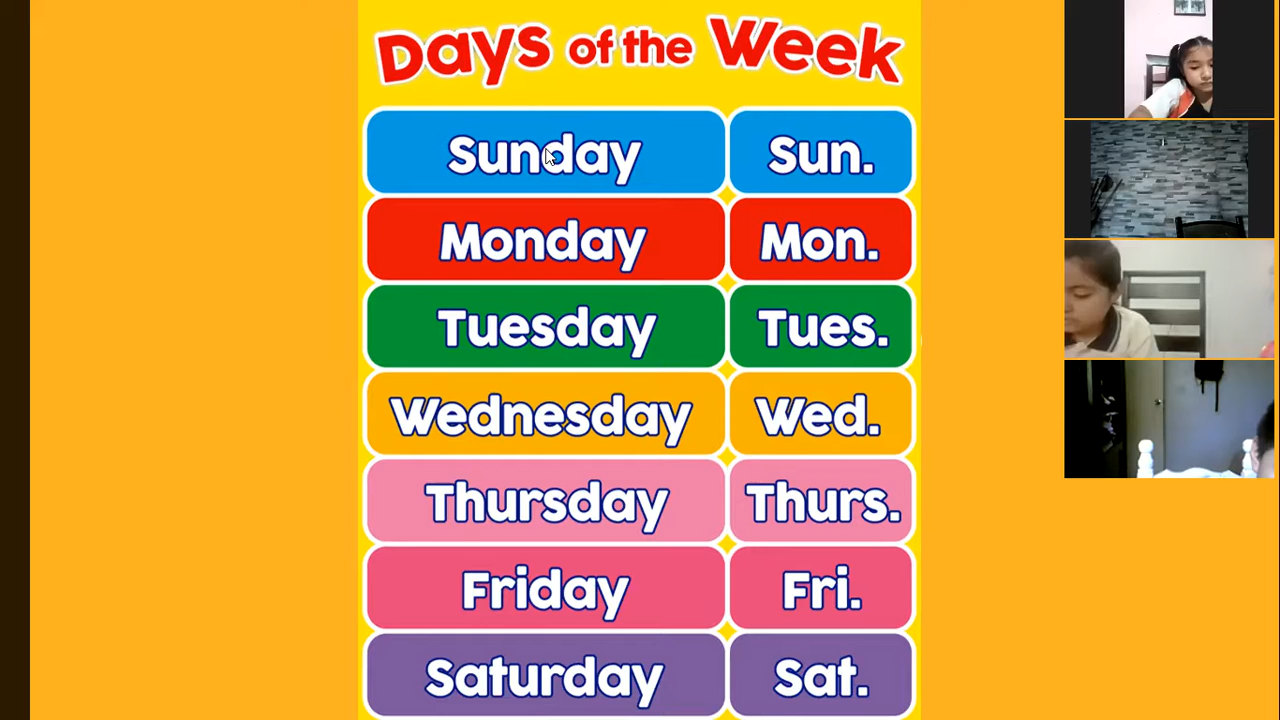 Days of the Week
Sunday Sun.
Monday Mon.
Tuesday Tues.
Wednesday Wed.
Thursday Thurs.
Friday Fri.
Saturday Sat.